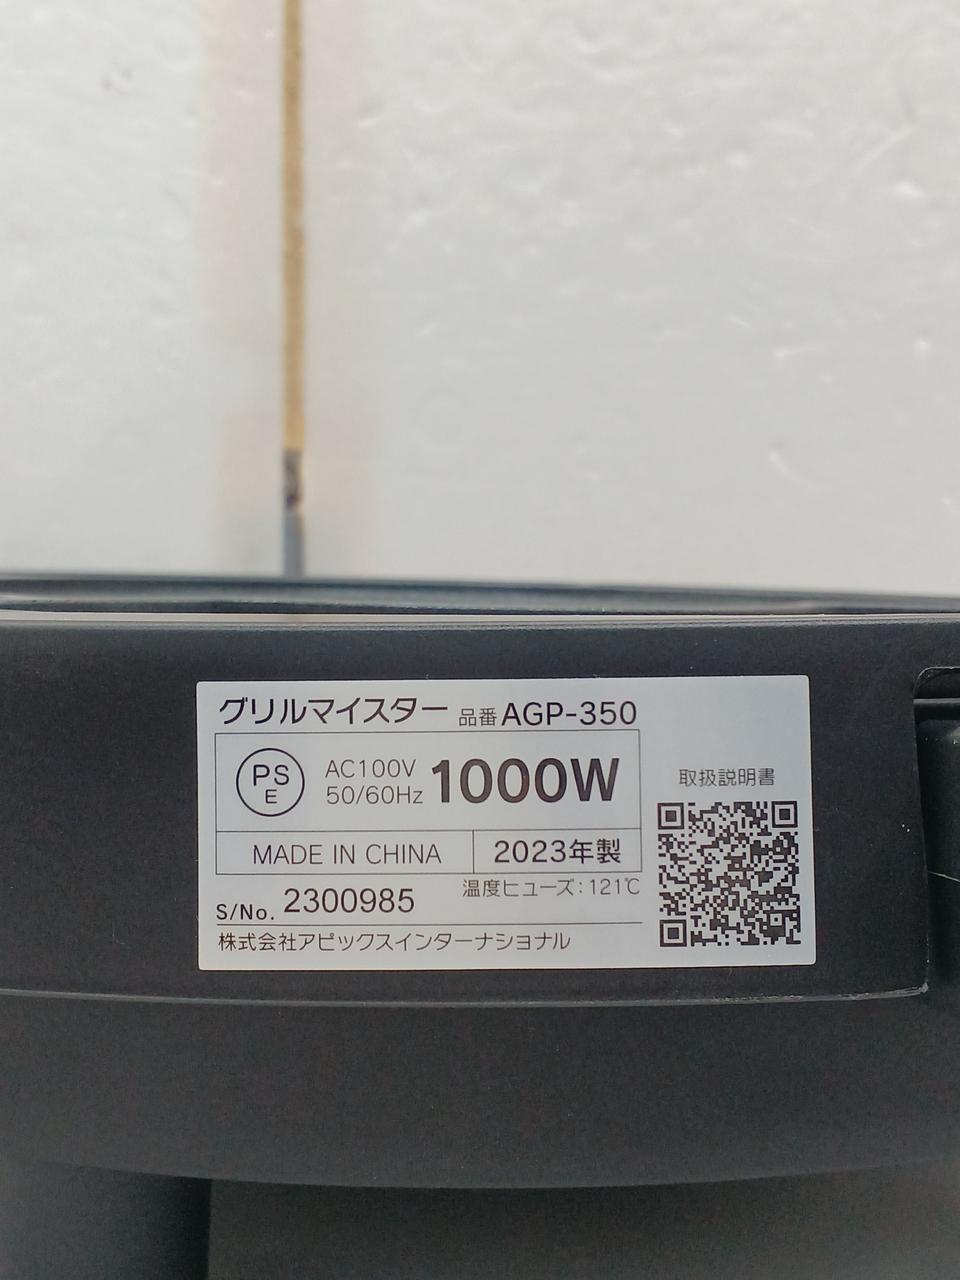 グリルマイスター 品番 AGP-350
PS
E
AC100V
50/60Hz
1000W
MADE IN CHINA
2023年製
S/No. 2300985
温度ヒューズ:121℃
株式会社アピックスインターナショナル
取扱説明書